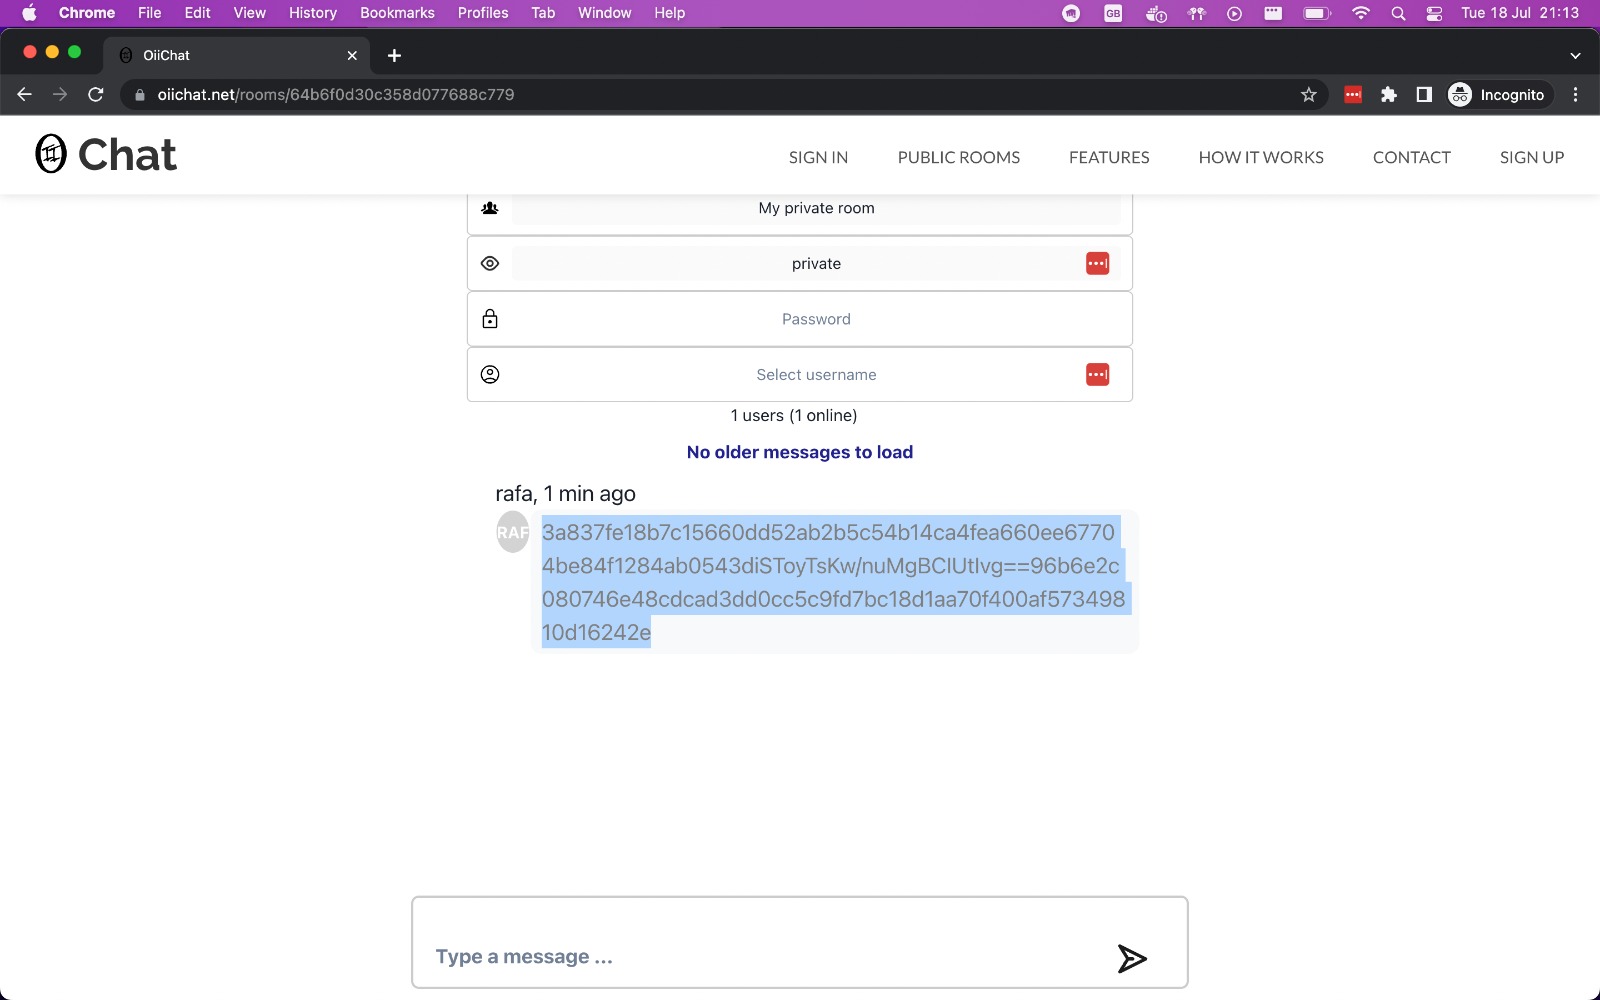 Chrome File Edit View History Bookmarks Profiles Tab Window Help GB Tue 18 Jul 21:13
OiiChat
oiichat.net/rooms/64b6f0d30c358d077688c779 Incognito
Chat SIGN IN PUBLIC ROOMS FEATURES HOW IT WORKS CONTACT SIGN UP
My private room
private
Password
Select username
1 users (1 online)
No older messages to load
rafa, 1 min ago
RAF
3a837fe18b7c15660dd52ab2b5c54b14ca4fea660ee6770
4be84f1284ab0543diSToyTsKw/nuMgBCIUtIvg==96b6e2c
080746e48cdcad3dd0cc5c9fd7bc18d1aa70f400af573498
10d16242e
Type a message ...